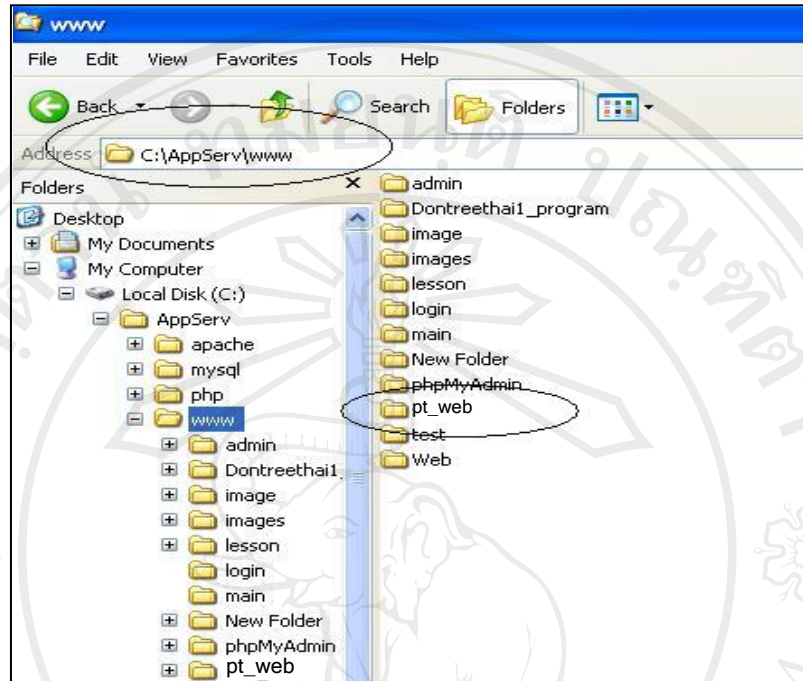 www
File Edit View Favorites Tools Help
Back Search Folders
Address C:\AppServ\www
Folders
Desktop
My Documents
My Computer
Local Disk (C:)
AppServ
apache
mysql
php
www
admin
Dontreethai1_
image
images
lesson
login
main
New Folder
phpMyAdmin
pt_web
admin
Dontreethai1_program
image
images
lesson
login
main
New Folder
phpMyAdmin
pt_web
test
Web